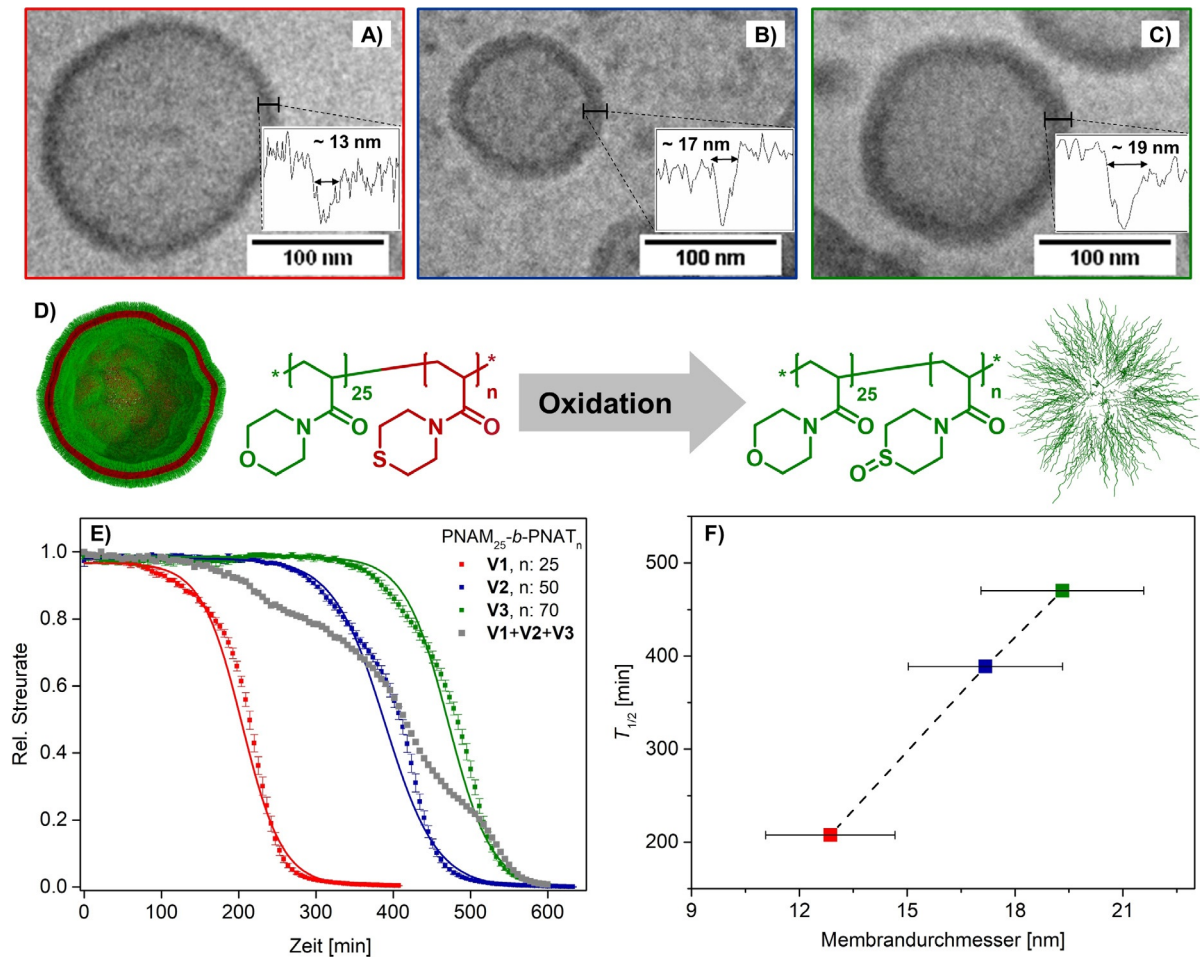 A)
~ 13 nm
100 nm
B)
~ 17 nm
100 nm
C)
~ 19 nm
100 nm
D)
*
25
*
n
N
O
O
N
O
S
Oxidation
*
25
*
n
N
O
O
N
O
O=S
E)
PNAM25-b-PNATn
V1, n: 25
V2, n: 50
V3, n: 70
V1+V2+V3
Rel. Streurate
1.0
0.8
0.6
0.4
0.2
0.0
0
100
200
300
400
500
600
Zeit [min]
F)
T1/2 [min]
500
400
300
200
9
12
15
18
21
Membrandurchmesser [nm]